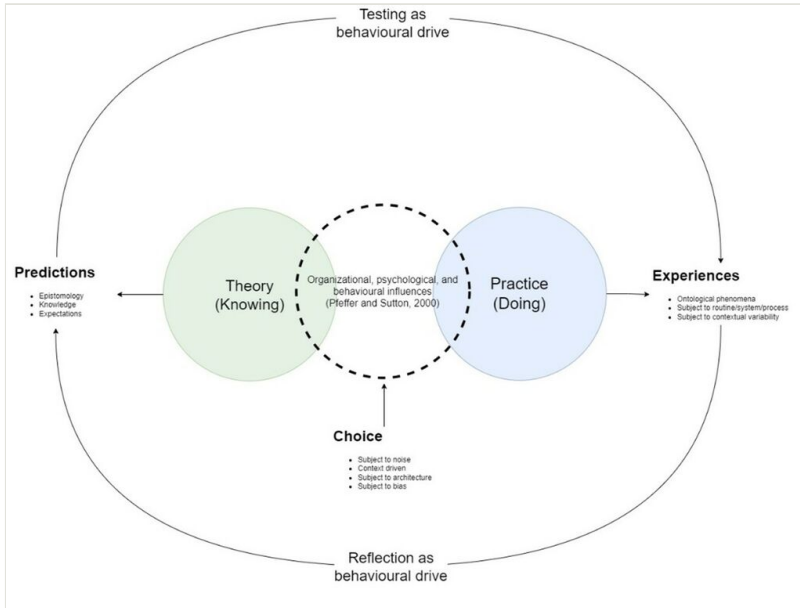 Testing as
behavioural drive
Predictions
Epistomology
Knowledge
Expectations
Theory
(Knowing)
Organizational, psychological, and
behavioural influences
(Pfeffer and Sutton, 2000)
Practice
(Doing)
Experiences
Ontological phenomena
Subject to routine/system/process
Subject to contextual variability
Choice
Subject to noise
Context driven
Subject to architecture
Subject to bias
Reflection as
behavioural drive